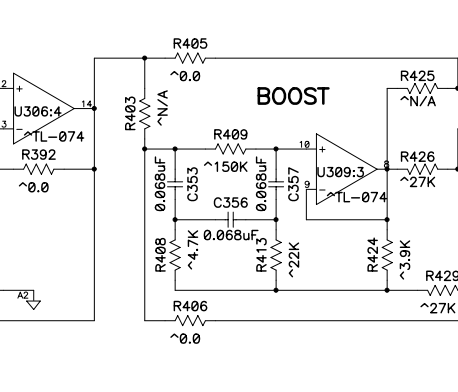 R405
^0.0
2
+
U306:4
14
3
-
^TL-074
R392
^0.0
A2
R403
^N/A
BOOST
R425
^N/A
R409
^150K
10
+
U309:3
8
9
-
^TL-074
R426
^27K
0.068uF
C353
0.068uF
C357
C356
0.068uF
R408
^4.7K
R413
^22K
R424
^3.9K
R429
^27K
R406
^0.0